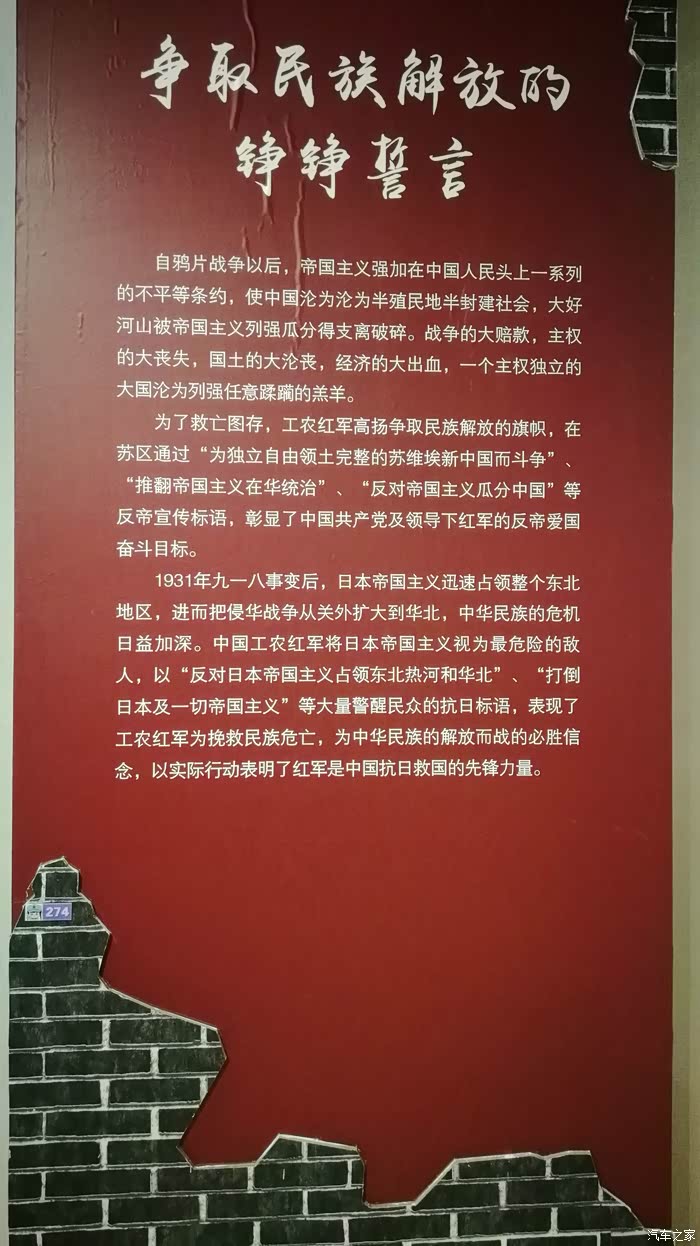 争取民族解放的
铮铮誓言
自鸦片战争以后，帝国主义强加在中国人民头上一系列
的不平等条约，使中国沦为沦为半殖民地半封建社会，大好
河山被帝国主义列强瓜分得支离破碎。战争的大赔款，主权
的大丧失，国土的大沦丧，经济的大出血，一个主权独立的
大国沦为列强任意蹂躏的羔羊。
为了救亡图存，工农红军高扬争取民族解放的旗帜，在
苏区通过“为独立自由领土完整的苏维埃新中国而斗争”、
“推翻帝国主义在华统治”、“反对帝国主义瓜分中国”等
反帝宣传标语，彰显了中国共产党及领导下红军的反帝爱国
奋斗目标。
1931年九一八事变后，日本帝国主义迅速占领整个东北
地区，进而把侵华战争从关外扩大到华北，中华民族的危机
日益加深。中国工农红军将日本帝国主义视为最危险的敌
人，以“反对日本帝国主义占领东北热河和华北”、“打倒
日本及一切帝国主义”等大量警醒民众的抗日标语，表现了
工农红军为挽救民族危亡，为中华民族的解放而战的必胜信
念，以实际行动表明了红军是中国抗日救国的先锋力量。
274
汽车之家